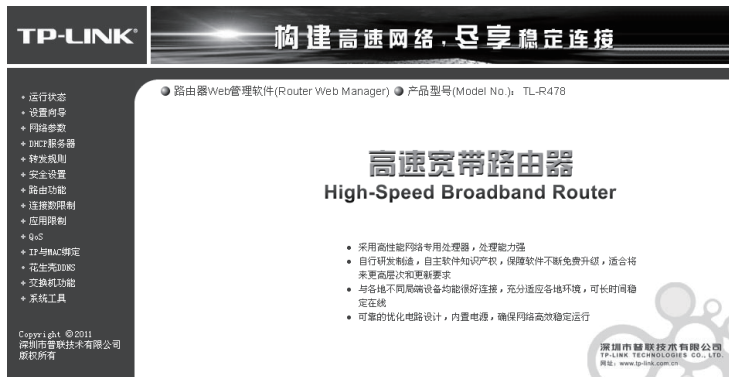 TP-LINK®
构建高速网络，尽享稳定连接
路由器Web管理软件(Router Web Manager) 产品型号(Model No.)： TL-R478
• 运行状态
• 设置向导
+ 网络参数
+ DHCP服务器
+ 转发规则
+ 安全设置
+ 路由功能
+ 连接数限制
+ 应用限制
+ QoS
+ IP与MAC绑定
• 花生壳DDNS
+ 交换机功能
+ 系统工具
Copyright ©2011
深圳市普联技术有限公司
版权所有
高速宽带路由器
High-Speed Broadband Router
• 采用高性能网络专用处理器，处理能力强
• 自行研发制造，自主软件知识产权，保障软件不断免费升级，适合将
来更高层次和更新要求
• 与各地不同局端设备均能很好连接，充分适应各地环境，可长时间稳
定在线
• 可靠的优化电路设计，内置电源，确保网络高效稳定运行
深圳市普联技术有限公司
TP-LINK TECHNOLOGIES CO., LTD.
网址：www.tp-link.com.cn